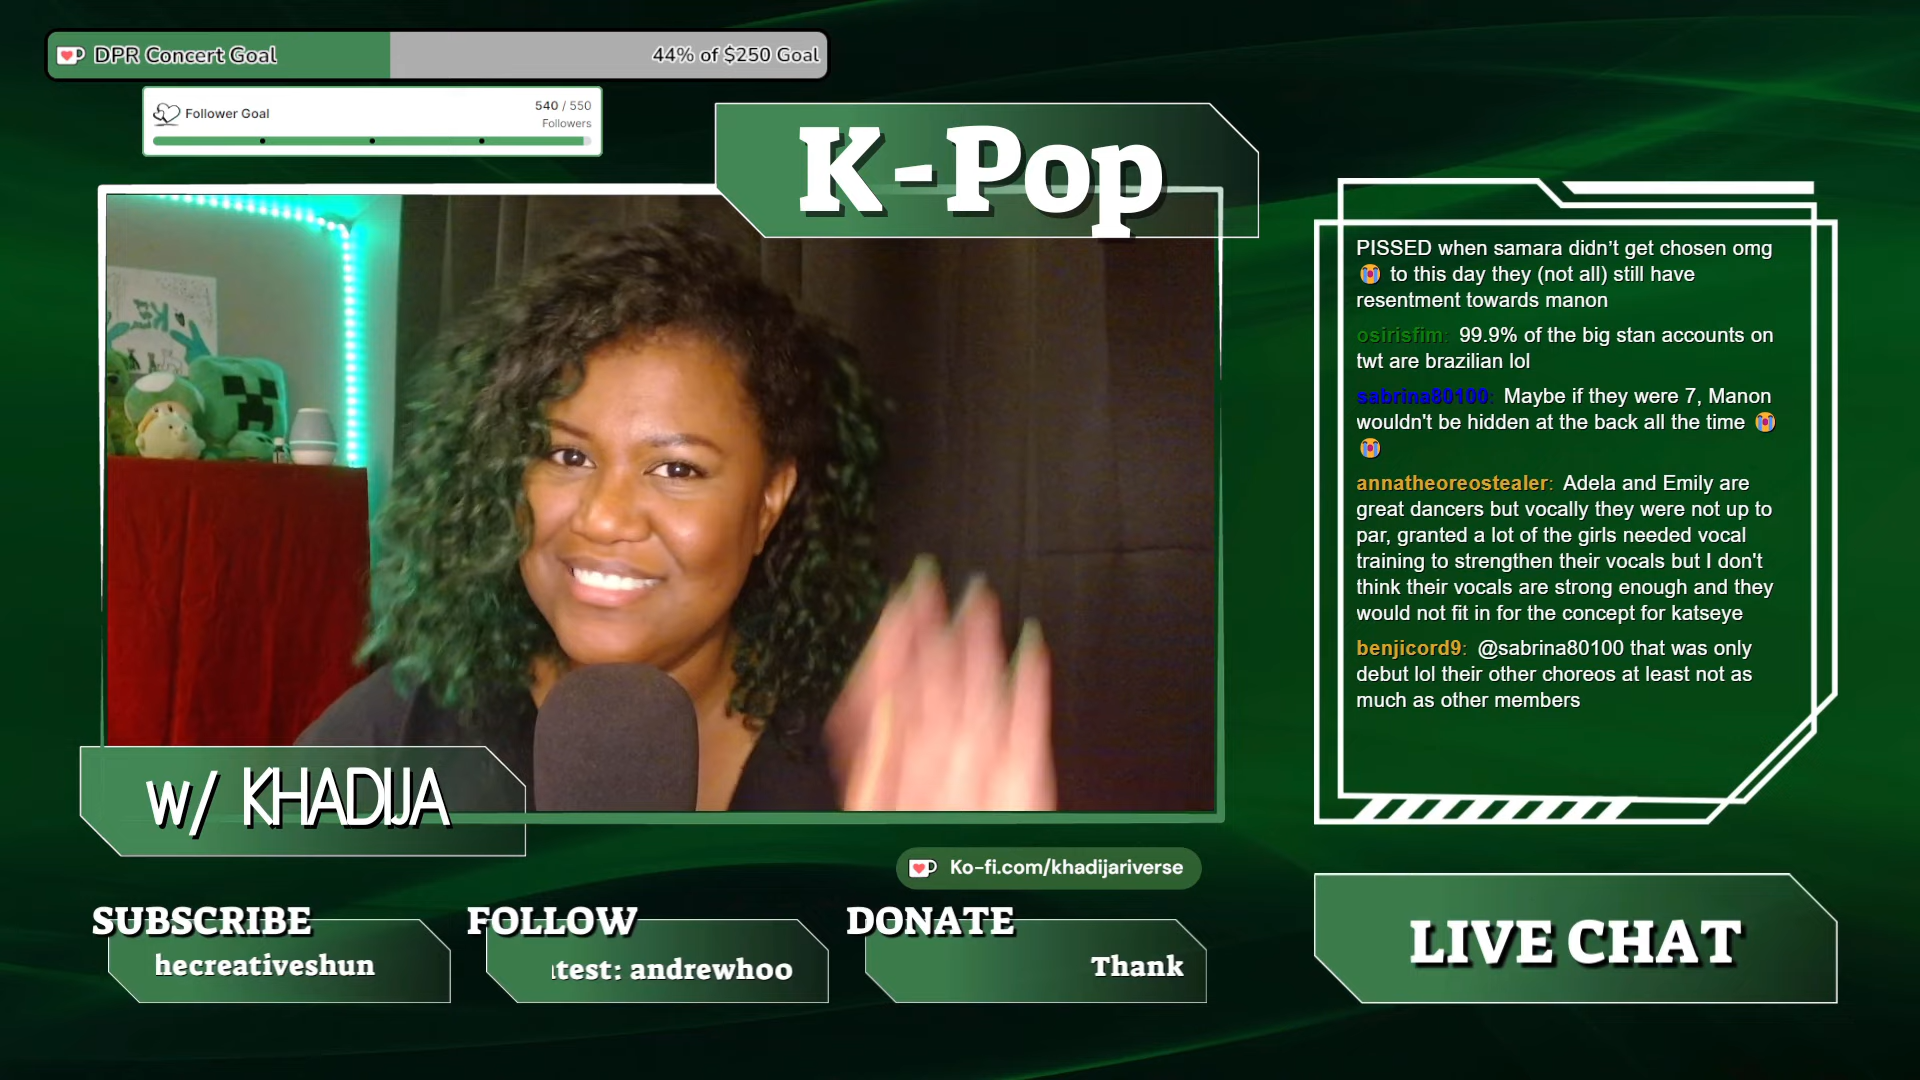 DPR Concert Goal
44% of $250 Goal
Follower Goal
540 / 550
Followers
K-Pop
PISSED when samara didn’t get chosen omg
😭 to this day they (not all) still have
resentment towards manon
osirisfim: 99.9% of the big stan accounts on
twt are brazilian lol
sabrina80100: Maybe if they were 7, Manon
wouldn't be hidden at the back all the time 😭
😭
annatheoreostealer: Adela and Emily are
great dancers but vocally they were not up to
par, granted a lot of the girls needed vocal
training to strengthen their vocals but I don't
think their vocals are strong enough and they
would not fit in for the concept for katseye
benjicord9: @sabrina80100 that was only
debut lol their other choreos at least not as
much as other members
w/ KHADIJA
Ko-fi.com/khadijariverse
SUBSCRIBE
hecreativeshun
FOLLOW
test: andrewhoo
DONATE
Thank
LIVE CHAT